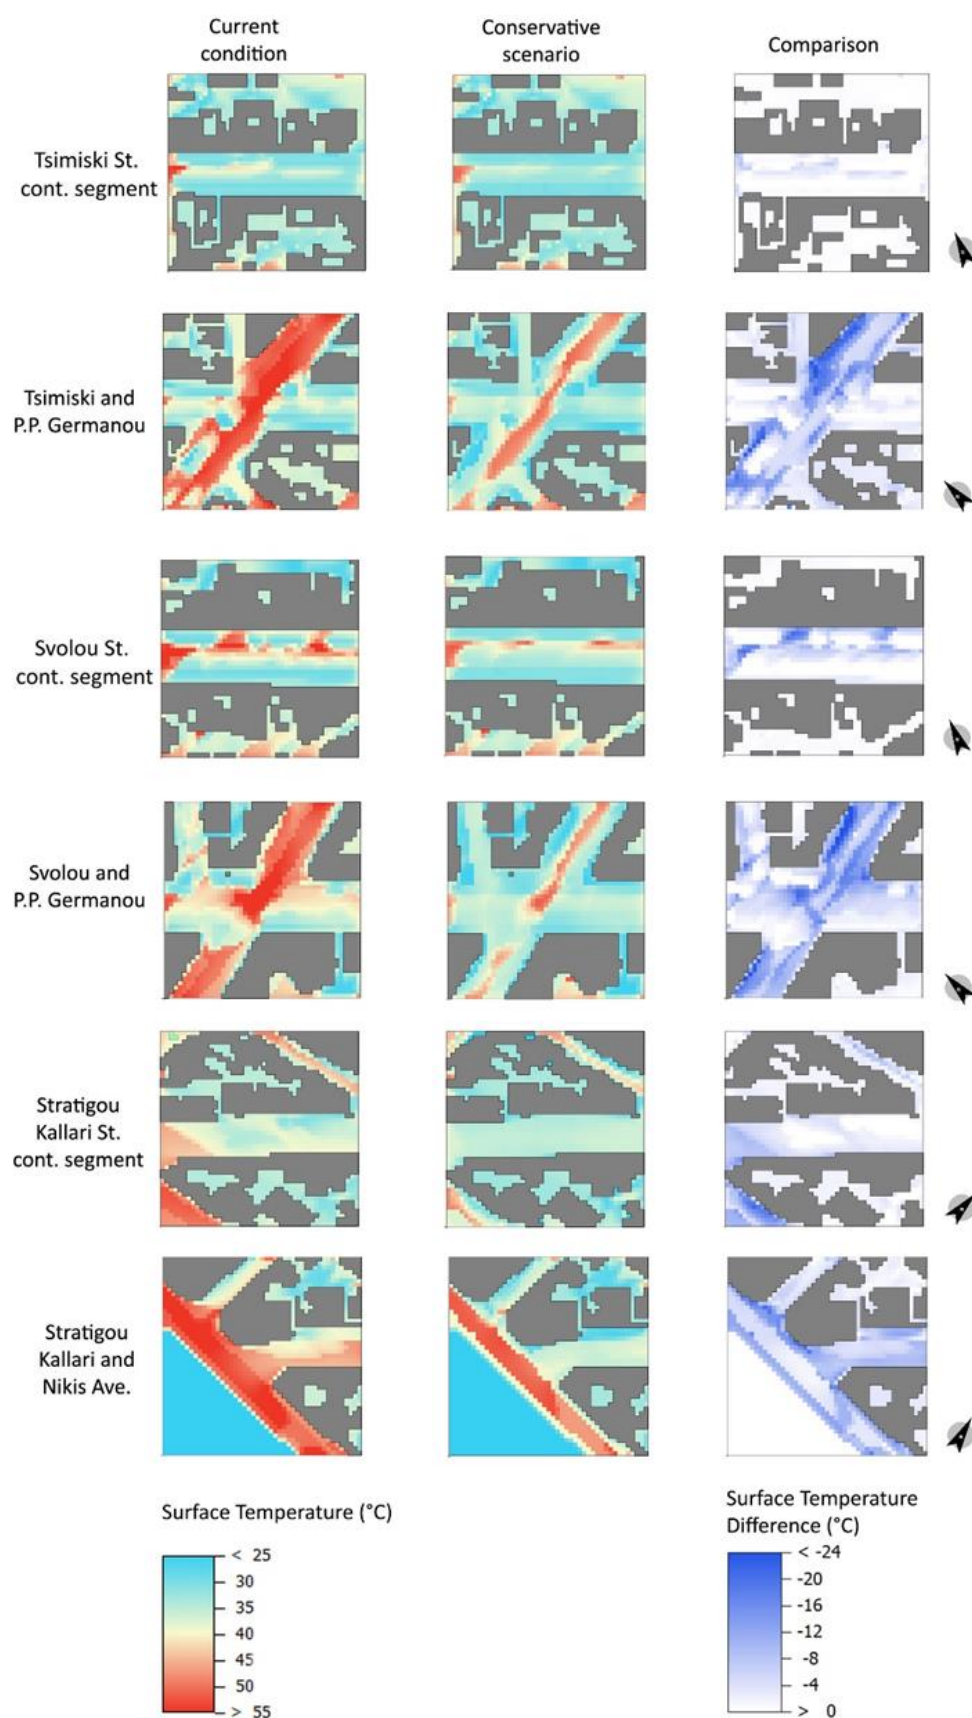 Current
condition
Conservative
scenario
Comparison
Tsimiski St.
cont. segment
Tsimiski and
P.P. Germanou
Svolou St.
cont. segment
Svolou and
P.P. Germanou
Stratigou
Kallari St.
cont. segment
Stratigou
Kallari and
Nikis Ave.
Surface Temperature (°C)
< 25
30
35
40
45
50
> 55
Surface Temperature
Difference (°C)
< -24
-20
-16
-12
-8
-4
> 0